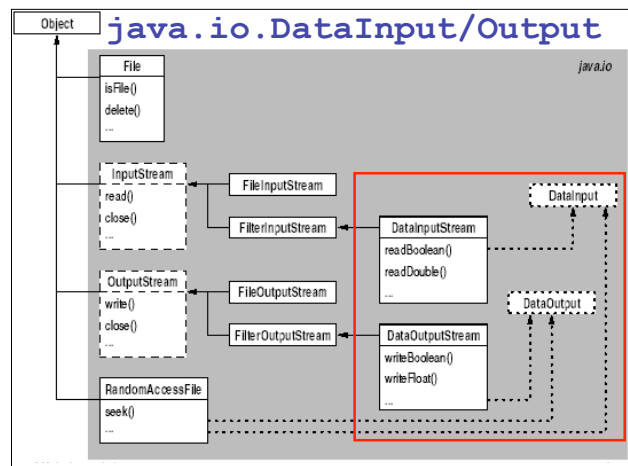 Object
java.io.DataInput/Output
java.io
File
isFile()
delete()
...
InputStream
read()
close()
...
FileInputStream
FilterInputStream
DataInputStream
readBoolean()
readDouble()
...
DataInput
OutputStream
write()
close()
...
FileOutputStream
FilterOutputStream
DataOutputStream
writeBoolean()
writeFloat()
...
DataOutput
RandomAccessFile
seek()
...